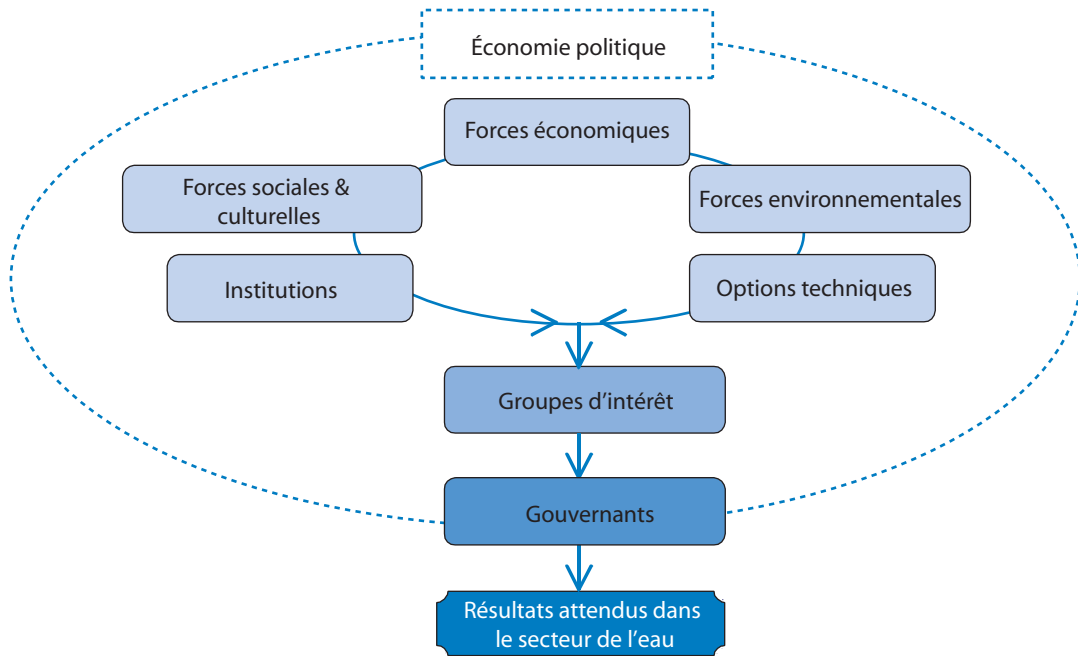 Économie politique
Forces économiques
Forces sociales &
culturelles
Forces environnementales
Institutions
Options techniques
Groupes d’intérêt
Gouvernants
Résultats attendus dans
le secteur de l’eau